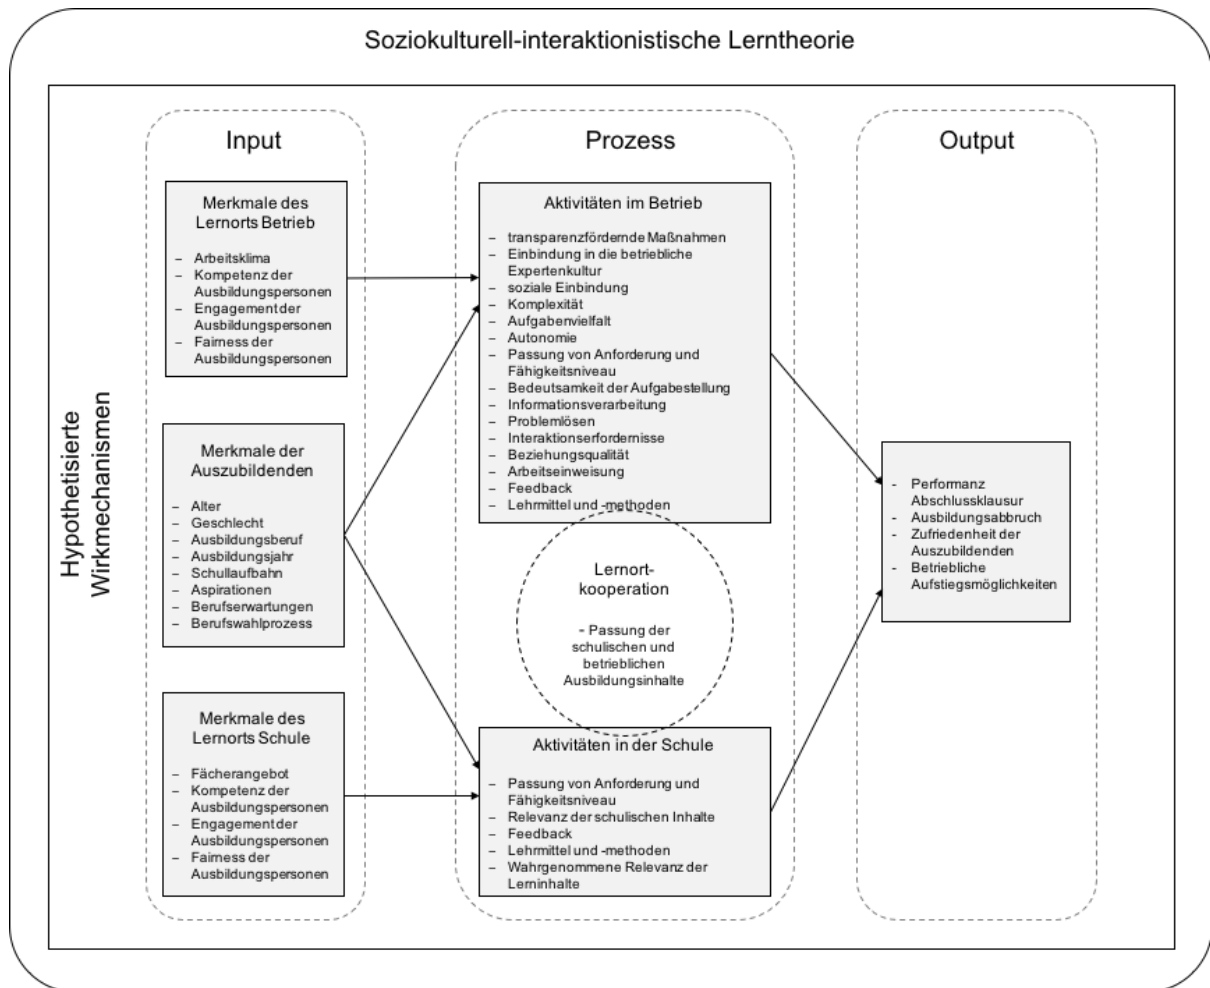 Soziokulturell-interaktionistische Lerntheorie
Hypothetisierte
Wirkmechanismen
Input
Merkmale des
Lernorts Betrieb
– Arbeitsklima
– Kompetenz der
Ausbildungspersonen
– Engagement der
Ausbildungspersonen
– Fairness der
Ausbildungspersonen
Merkmale der
Auszubildenden
– Alter
– Geschlecht
– Ausbildungsberuf
– Ausbildungsjahr
– Schullaufbahn
– Aspirationen
– Berufserwartungen
– Berufswahlprozess
Merkmale des
Lernorts Schule
– Fächerangebot
– Kompetenz der
Ausbildungspersonen
– Engagement der
Ausbildungspersonen
– Fairness der
Ausbildungspersonen
Prozess
Aktivitäten im Betrieb
– transparenzfördernde Maßnahmen
– Einbindung in die betriebliche
Expertenkultur
– soziale Einbindung
– Komplexität
– Aufgabenvielfalt
– Autonomie
– Passung von Anforderung und
Fähigkeitsniveau
– Bedeutsamkeit der Aufgabestellung
– Informationsverarbeitung
– Problemlösen
– Interaktionserfordernisse
– Beziehungsqualität
– Arbeitseinweisung
– Feedback
– Lehrmittel und -methoden
Lernort-
kooperation
- Passung der
schulischen und
betrieblichen
Ausbildungsinhalte
Aktivitäten in der Schule
– Passung von Anforderung und
Fähigkeitsniveau
– Relevanz der schulischen Inhalte
– Feedback
– Lehrmittel und -methoden
– Wahrgenommene Relevanz der
Lerninhalte
Output
- Performanz
Abschlussklausur
- Ausbildungsabbruch
- Zufriedenheit der
Auszubildenden
- Betriebliche
Aufstiegsmöglichkeiten